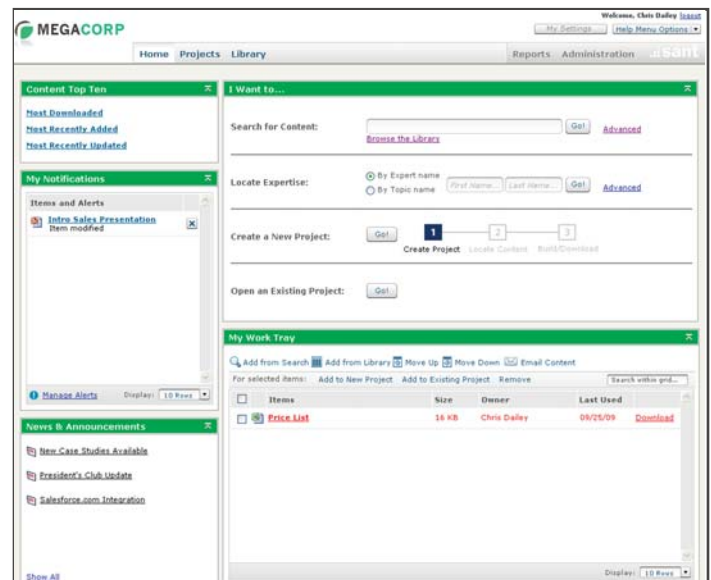 Welcome, Chris Dailey logout
MEGACORP
My Settings Help Menu Options
Home Projects Library Reports Administration sant
Content Top Ten
Most Downloaded
Most Recently Added
Most Recently Updated
My Notifications
Items and Alerts
Intro Sales Presentation
Item modified
Manage Alerts Display: 10 Rows
News & Announcements
New Case Studies Available
President's Club Update
Salesforce.com Integration
Show All
I Want to...
Search for Content: Go! Advanced
Browse the Library
Locate Expertise: By Expert name First Name... Last Name... Go! Advanced
By Topic name
Create a New Project: Go! 1 2 3
Create Project Locate Content Build/Download
Open an Existing Project: Go!
My Work Tray
Add from Search Add from Library Move Up Move Down Email Content
For selected items: Add to New Project Add to Existing Project Remove Search within grid...
Items Size Owner Last Used
Price List 16 KB Chris Dailey 09/25/09 Download
Display: 10 Rows